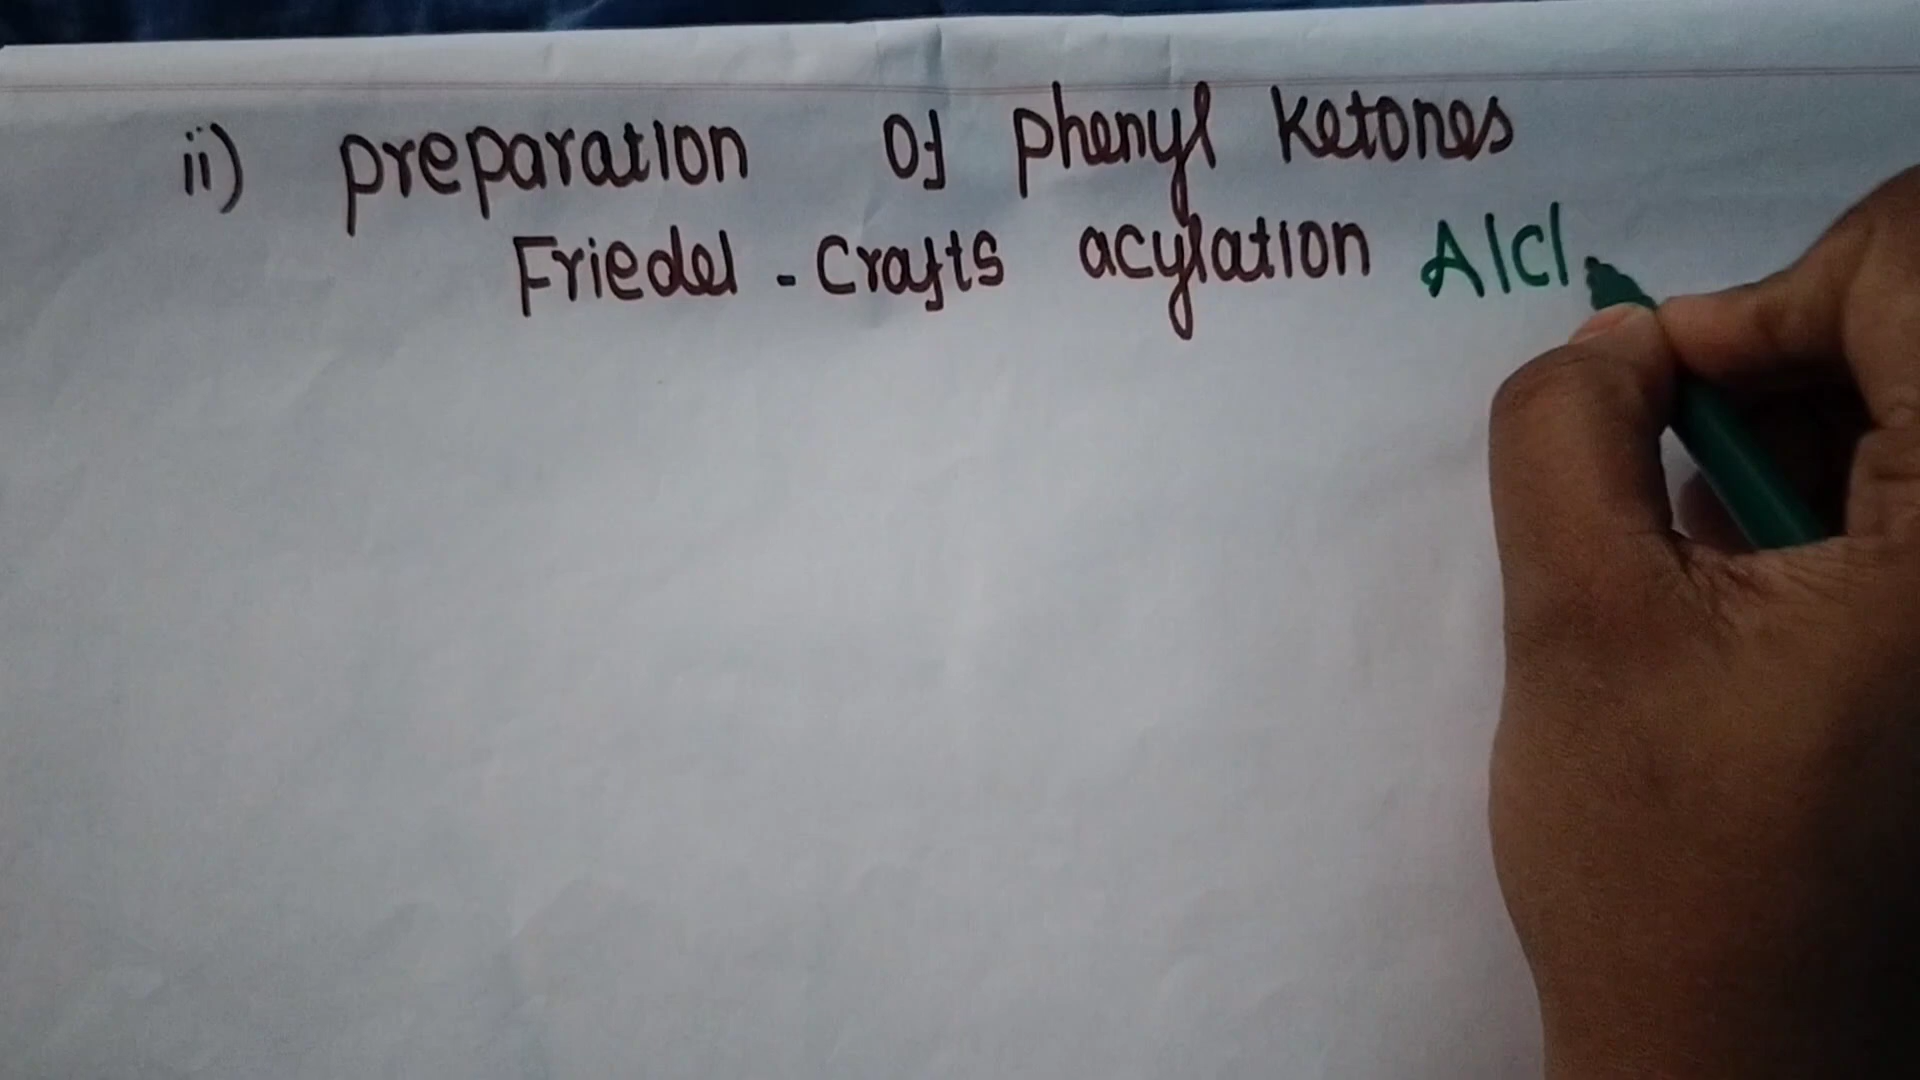 ii) preparation of phenyl ketones
Friedel - Crafts acylation AlCl